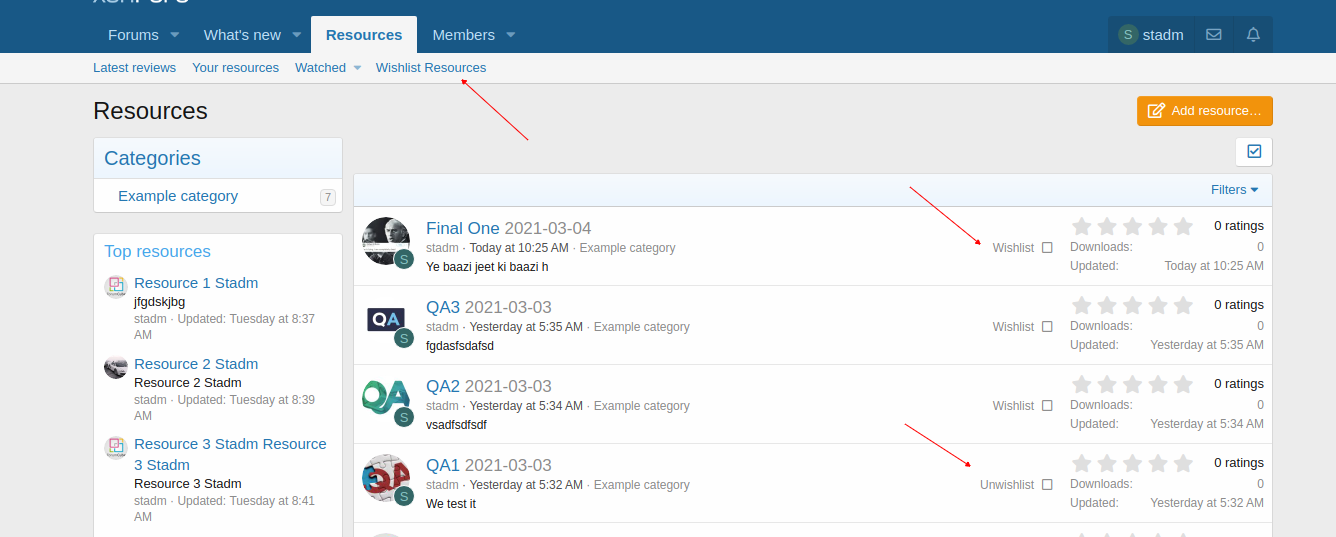 Forums What's new Resources Members S stadm
Latest reviews Your resources Watched Wishlist Resources
Resources
Add resource…
Categories
Example category 7
Top resources
Resource 1 Stadm
jfgdskjbg
stadm · Updated: Tuesday at 8:37
AM
Resource 2 Stadm
Resource 2 Stadm
stadm · Updated: Tuesday at 8:39
AM
Resource 3 Stadm Resource
3 Stadm
Resource 3 Stadm
stadm · Updated: Tuesday at 8:41
AM
Filters
Final One 2021-03-04
stadm · Today at 10:25 AM · Example category
Ye baazi jeet ki baazi h
S
Wishlist
0 ratings
Downloads: 0
Updated: Today at 10:25 AM
QA
S
QA3 2021-03-03
stadm · Yesterday at 5:35 AM · Example category
fgdasfsdafsd
Wishlist
0 ratings
Downloads: 0
Updated: Yesterday at 5:35 AM
QA
S
QA2 2021-03-03
stadm · Yesterday at 5:34 AM · Example category
vsadfsdfsdf
Wishlist
0 ratings
Downloads: 0
Updated: Yesterday at 5:34 AM
QA
S
QA1 2021-03-03
stadm · Yesterday at 5:32 AM · Example category
We test it
Unwishlist
0 ratings
Downloads: 0
Updated: Yesterday at 5:32 AM